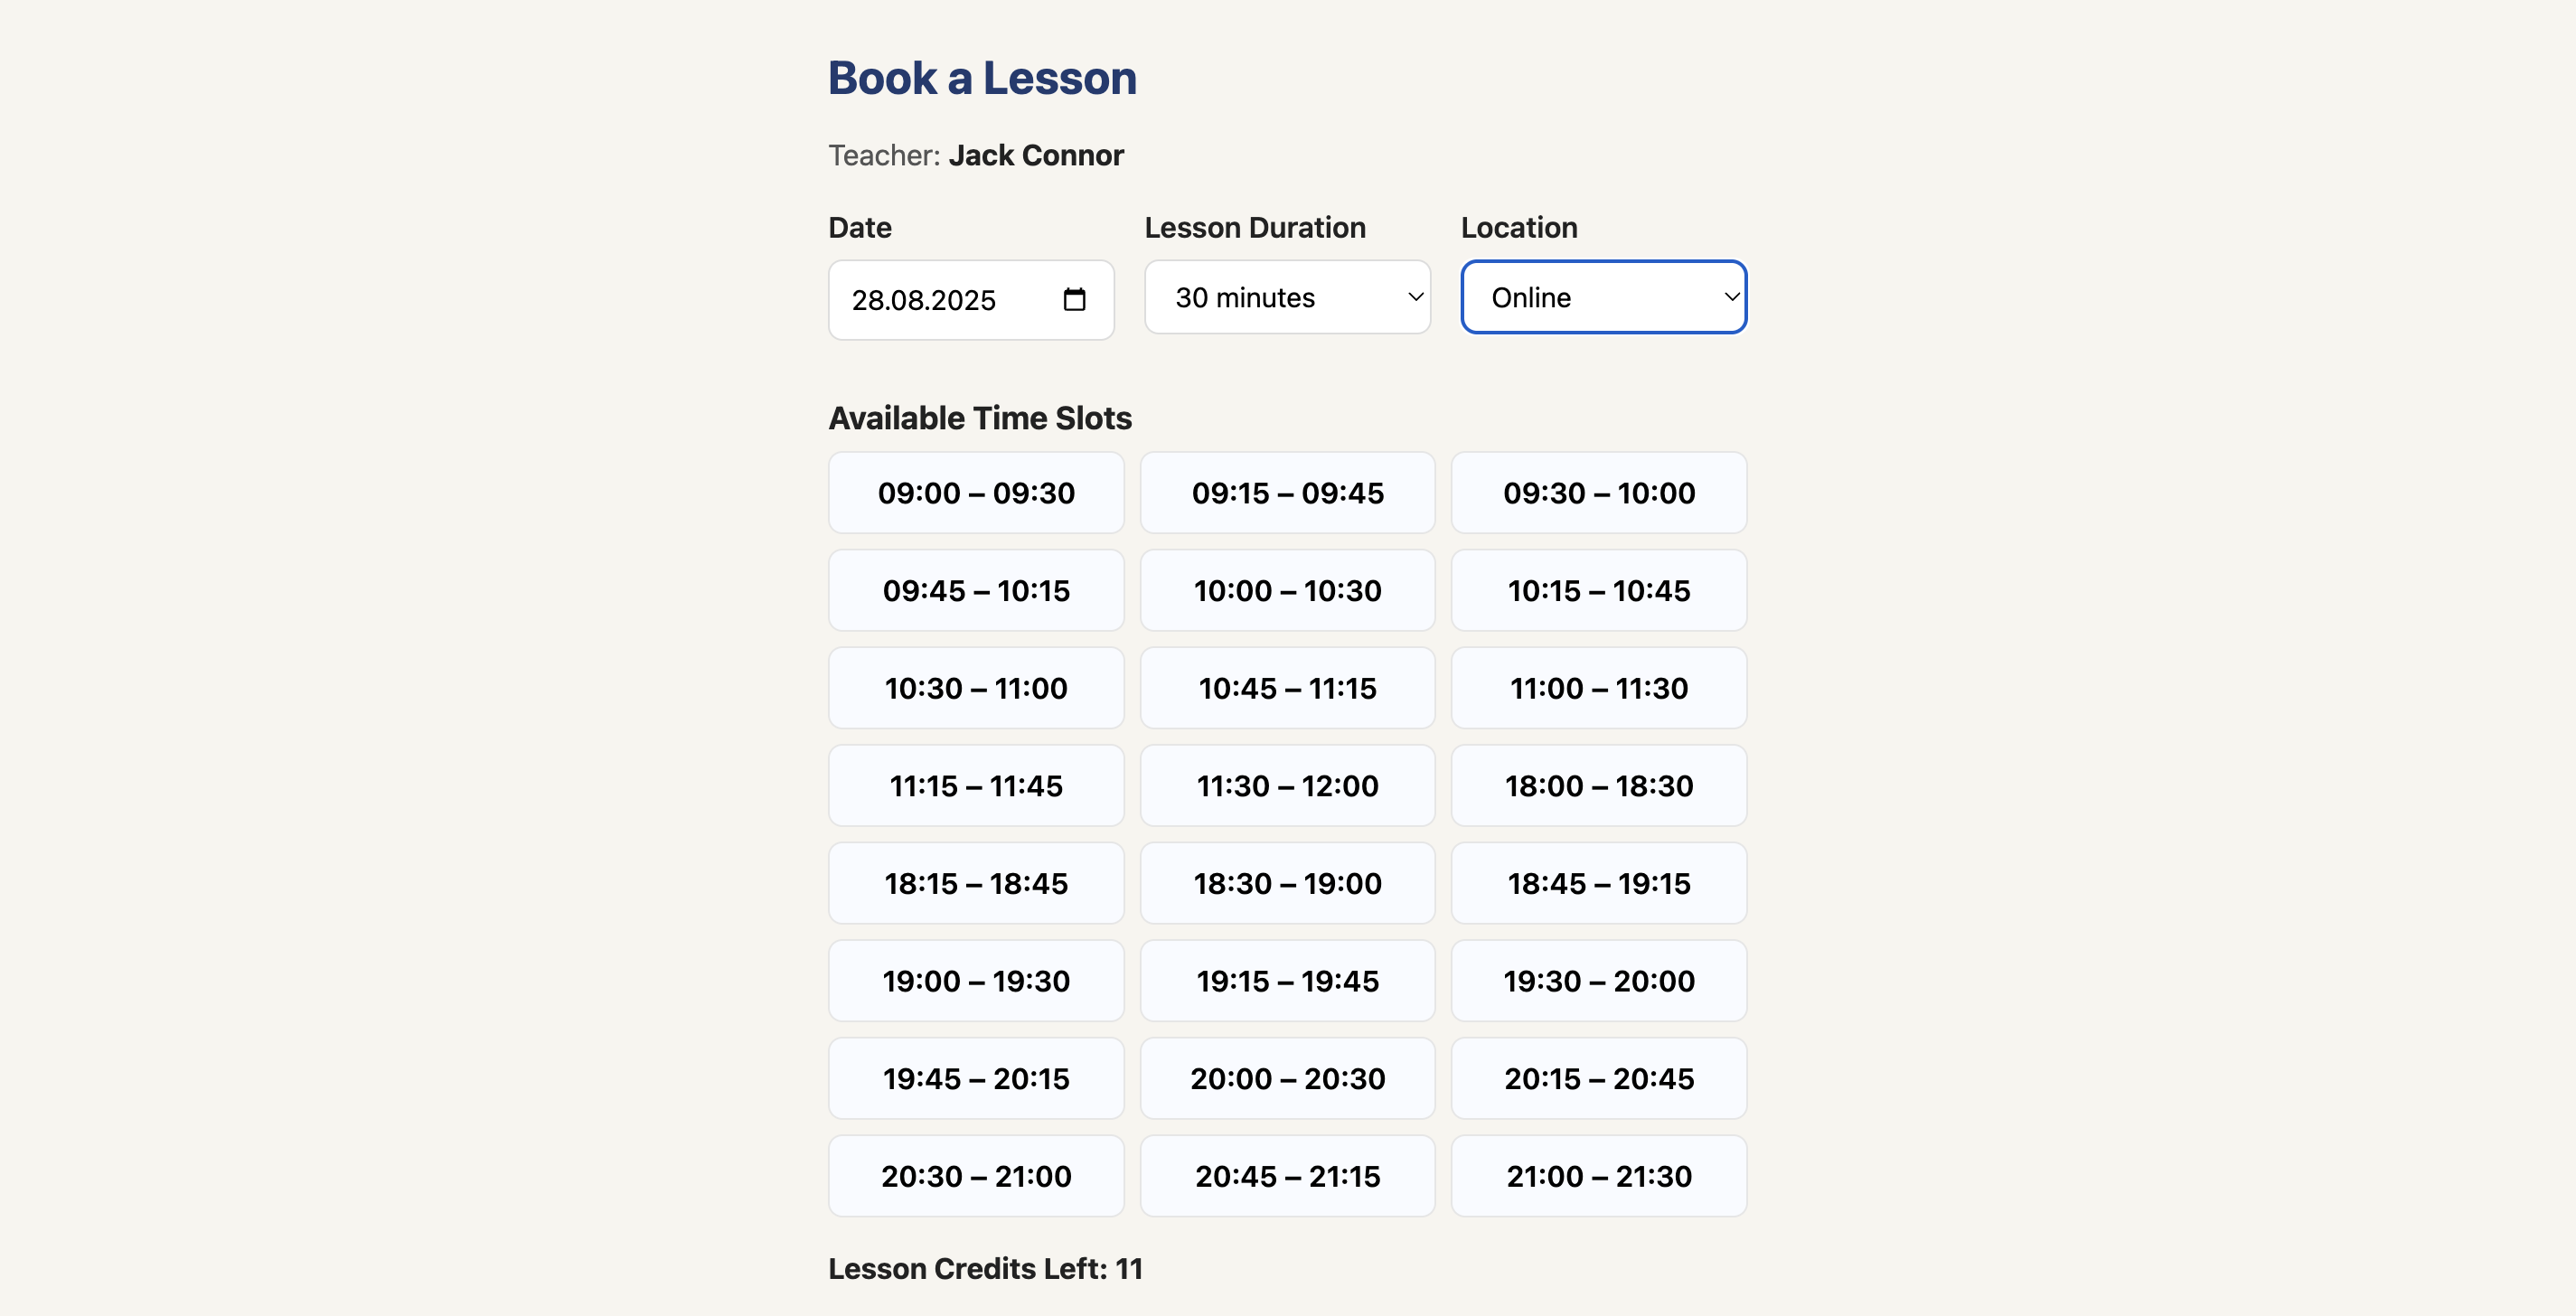 Book a Lesson
Teacher: Jack Connor
Date Lesson Duration Location
28.08.2025 30 minutes Online
Available Time Slots
09:00 – 09:30 09:15 – 09:45 09:30 – 10:00
09:45 – 10:15 10:00 – 10:30 10:15 – 10:45
10:30 – 11:00 10:45 – 11:15 11:00 – 11:30
11:15 – 11:45 11:30 – 12:00 18:00 – 18:30
18:15 – 18:45 18:30 – 19:00 18:45 – 19:15
19:00 – 19:30 19:15 – 19:45 19:30 – 20:00
19:45 – 20:15 20:00 – 20:30 20:15 – 20:45
20:30 – 21:00 20:45 – 21:15 21:00 – 21:30
Lesson Credits Left: 11